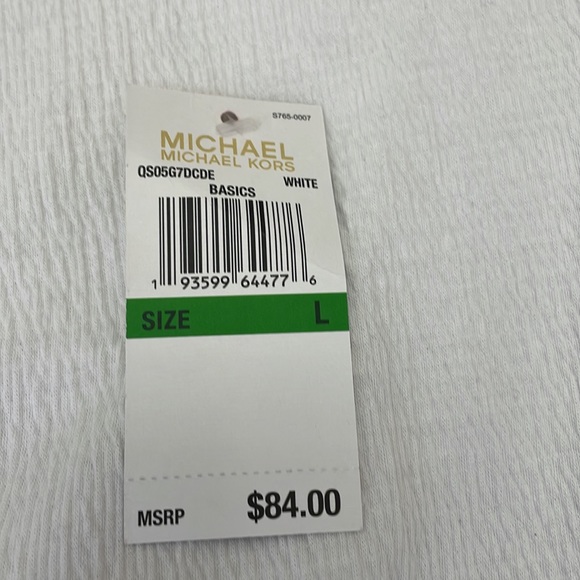 S765-0007
MICHAEL
MICHAEL KORS
QS05G7DCDE WHITE
BASICS
1 93599 64477 6
SIZE L
MSRP $84.00